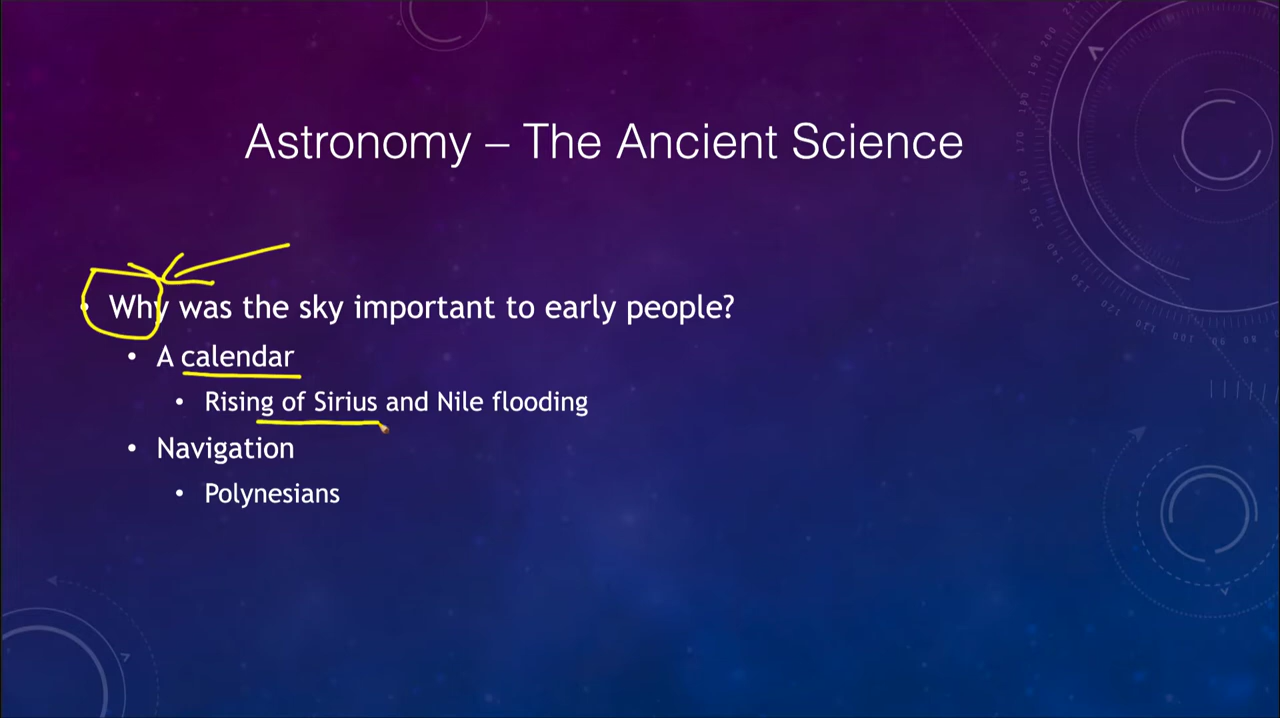 Astronomy – The Ancient Science
• Why was the sky important to early people?
• A calendar
• Rising of Sirius and Nile flooding
• Navigation
• Polynesians